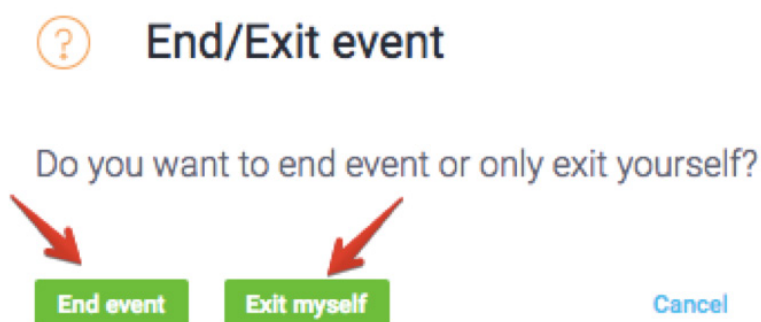 ?
End/Exit event
Do you want to end event or only exit yourself?
End event
Exit myself
Cancel